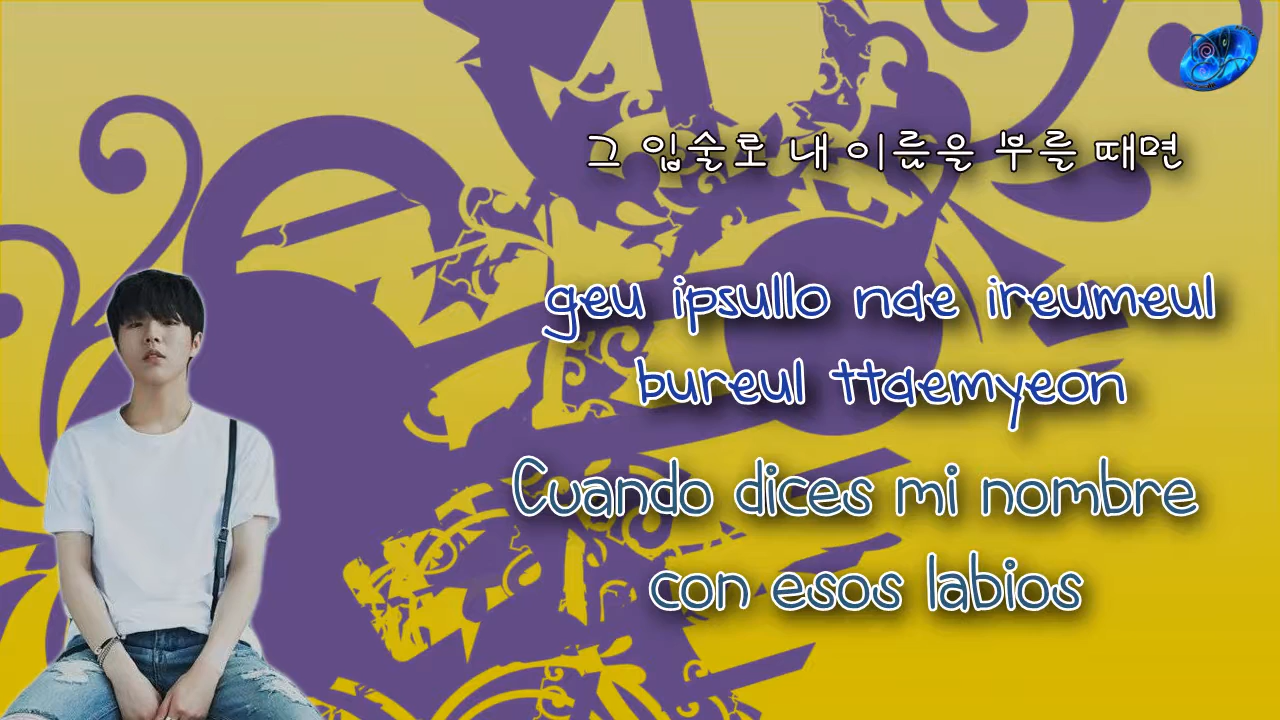 그 입술로 내 이릆을 부를 때면
geu ipsullo nae ireumeul
bureul ttaemyeon
Cuando dices mi nombre
con esos labios